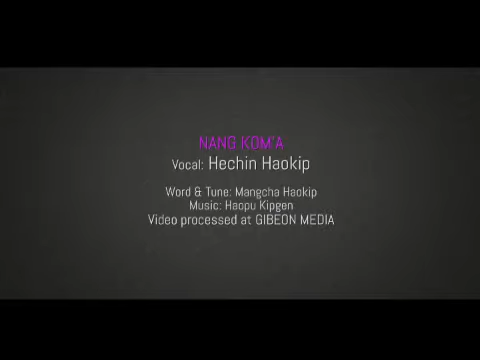 NANG KOM'A
Vocal: Hechin Haokip
Word & Tune: Mangcha Haokip
Music: Haopu Kipgen
Video processed at GIBEON MEDIA